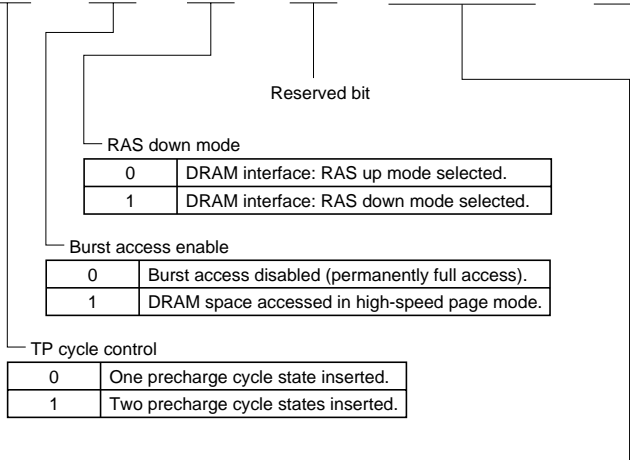 Reserved bit
RAS down mode
0 DRAM interface: RAS up mode selected.
1 DRAM interface: RAS down mode selected.
Burst access enable
0 Burst access disabled (permanently full access).
1 DRAM space accessed in high-speed page mode.
TP cycle control
0 One precharge cycle state inserted.
1 Two precharge cycle states inserted.